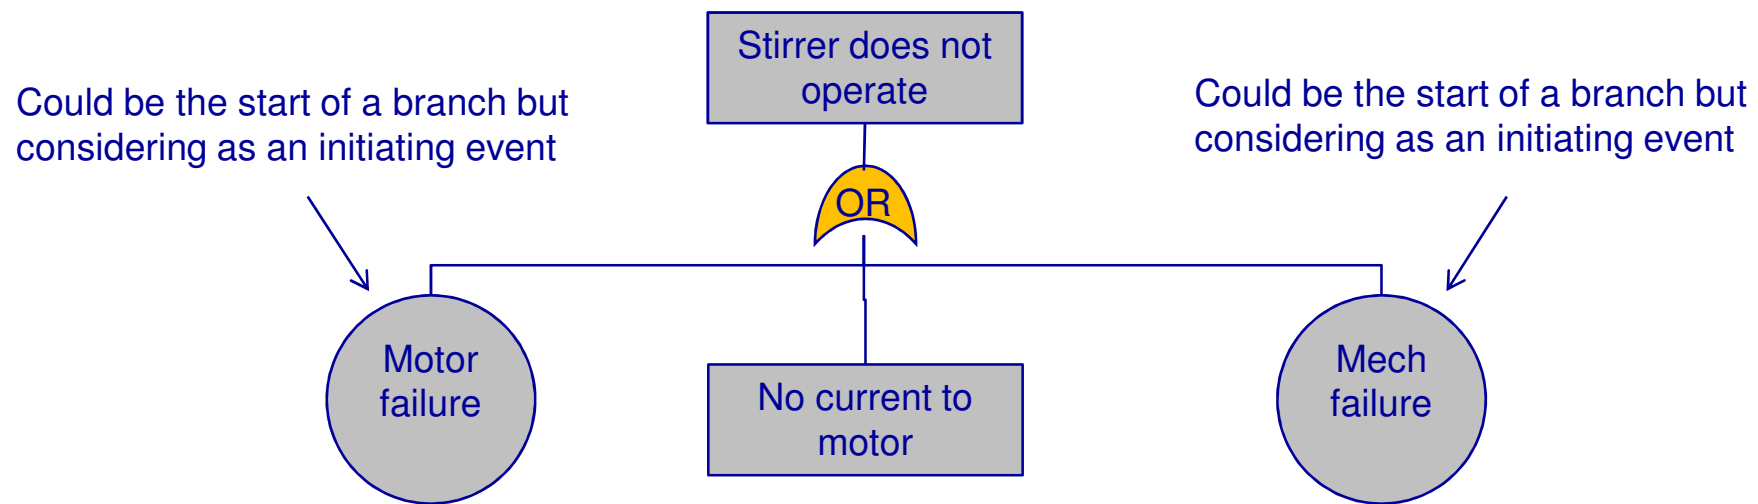 Stirrer does not
operate
Could be the start of a branch but
considering as an initiating event
Could be the start of a branch but
considering as an initiating event
OR
Motor
failure
No current to
motor
Mech
failure